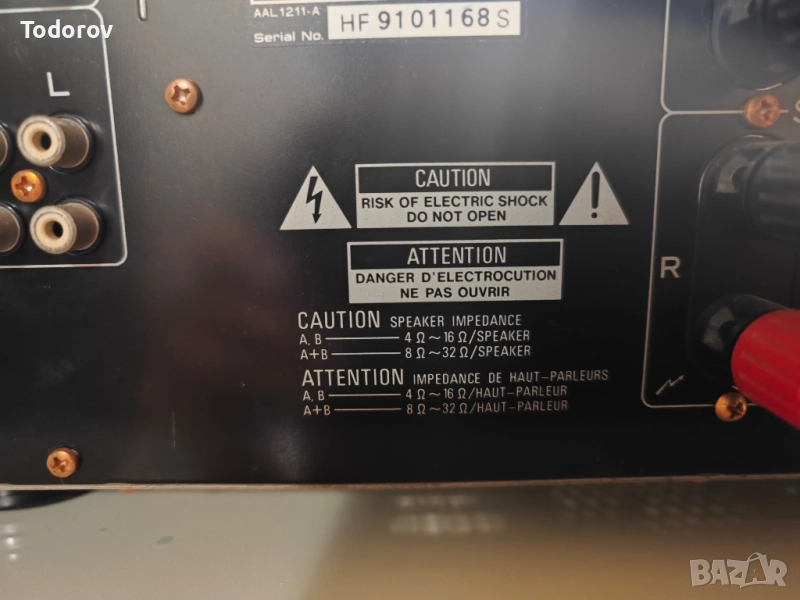 Todorov
AAL1211-A
Serial No. HF 9101168 S
L
CAUTION
RISK OF ELECTRIC SHOCK
DO NOT OPEN
ATTENTION
DANGER D'ELECTROCUTION
NE PAS OUVRIR
R
CAUTION SPEAKER IMPEDANCE
A, B 4 Ω ~ 16 Ω/SPEAKER
A+B 8 Ω ~ 32 Ω/SPEAKER
ATTENTION IMPEDANCE DE HAUT-PARLEURS
A, B 4 Ω ~ 16 Ω/HAUT-PARLEUR
A+B 8 Ω ~ 32 Ω/HAUT-PARLEUR
BAZAR